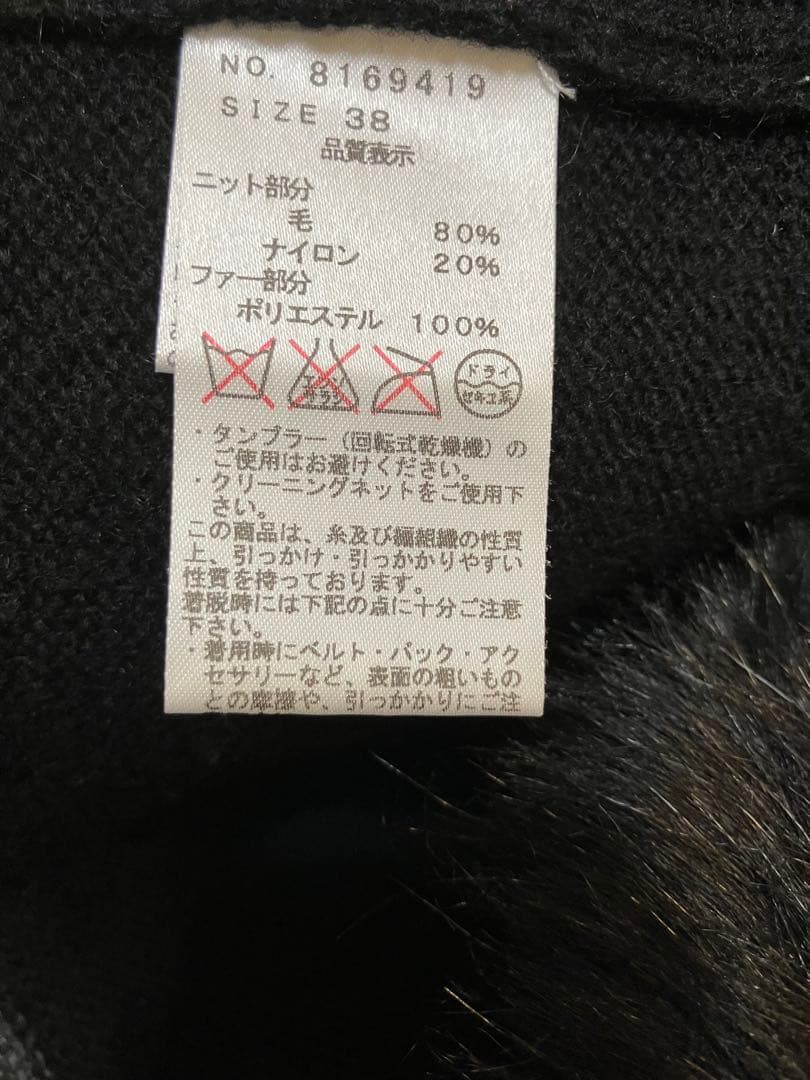 NO. 8169419
SIZE 38
品質表示
ニット部分
毛 80%
ナイロン 20%
ファー部分
ポリエステル 100%
エンソサラシ
ドライ
セキユ系
・タンブラー（回転式乾燥機）の
ご使用はお避けください。
・クリーニングネットをご使用下
さい。
この商品は、糸及び編組織の性質
上、引っかけ・引っかかりやすい
性質を持っております。
着脱時には下記の点に十分ご注意
下さい。
・着用時にベルト・バック・アク
セサリーなど、表面の粗いもの
との摩擦や、引っかかりにご注